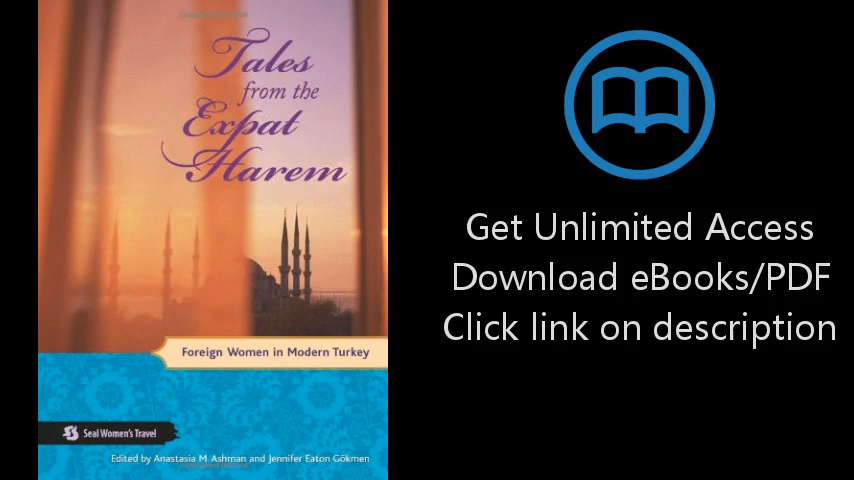 Tales
from the
Expat
Harem
Foreign Women in Modern Turkey
Seal Women's Travel
Edited by Anastasia M. Ashman and Jennifer Eaton Gökmen
Get Unlimited Access
Download eBooks/PDF
Click link on description